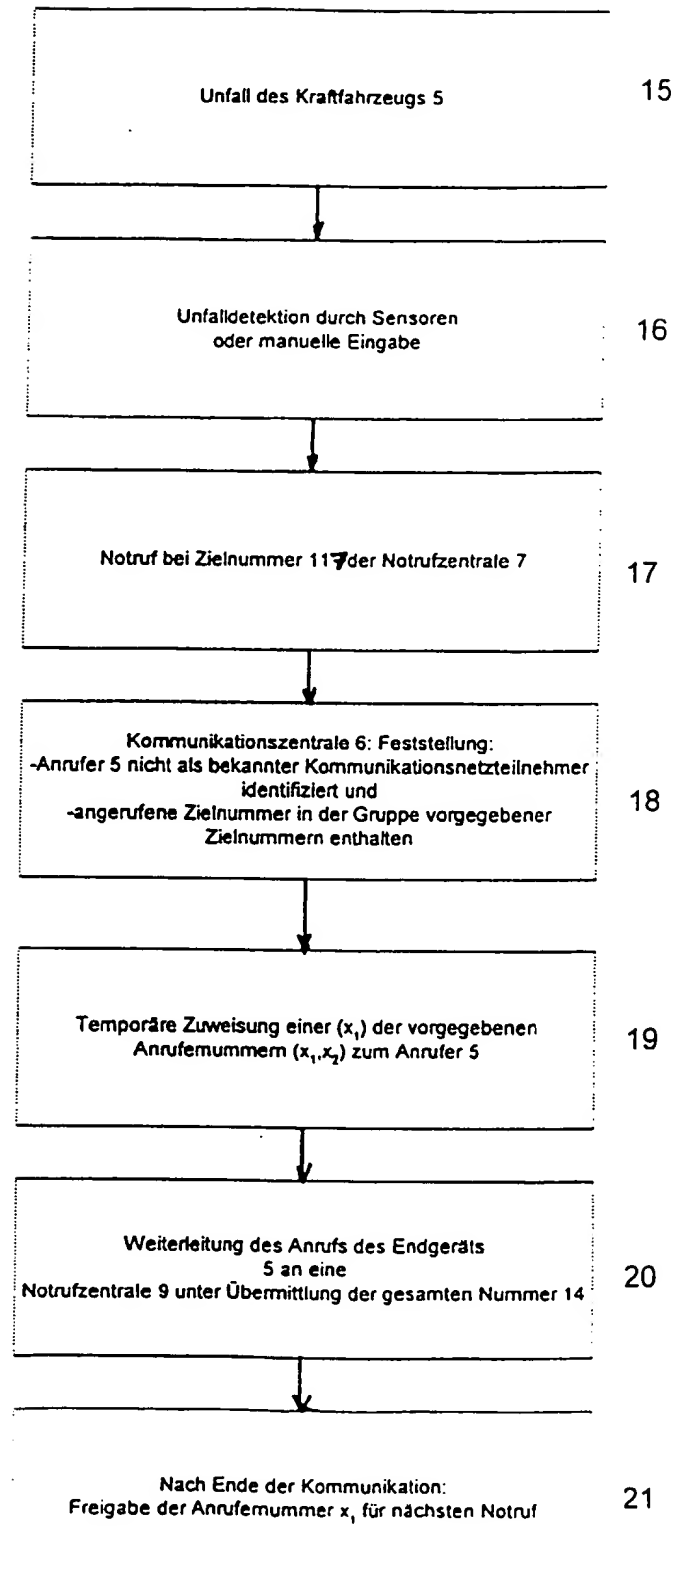 Unfall des Kraftfahrzeugs 5
15
Unfalldetektion durch Sensoren
oder manuelle Eingabe
16
Notruf bei Zielnummer 117 der Notrufzentrale 7
17
Kommunikationszentrale 6: Feststellung:
-Anrufer 5 nicht als bekannter Kommunikationsnetzteilnehmer
identifiziert und
-angerufene Zielnummer in der Gruppe vorgegebener
Zielnummern enthalten
18
Temporäre Zuweisung einer (x₁) der vorgegebenen
Anrufernummern (x₁,x₂) zum Anrufer 5
19
Weiterleitung des Anrufs des Endgeräts
5 an eine
Notrufzentrale 9 unter Übermittlung der gesamten Nummer 14
20
Nach Ende der Kommunikation:
Freigabe der Anrufernummer x₁ für nächsten Notruf
21